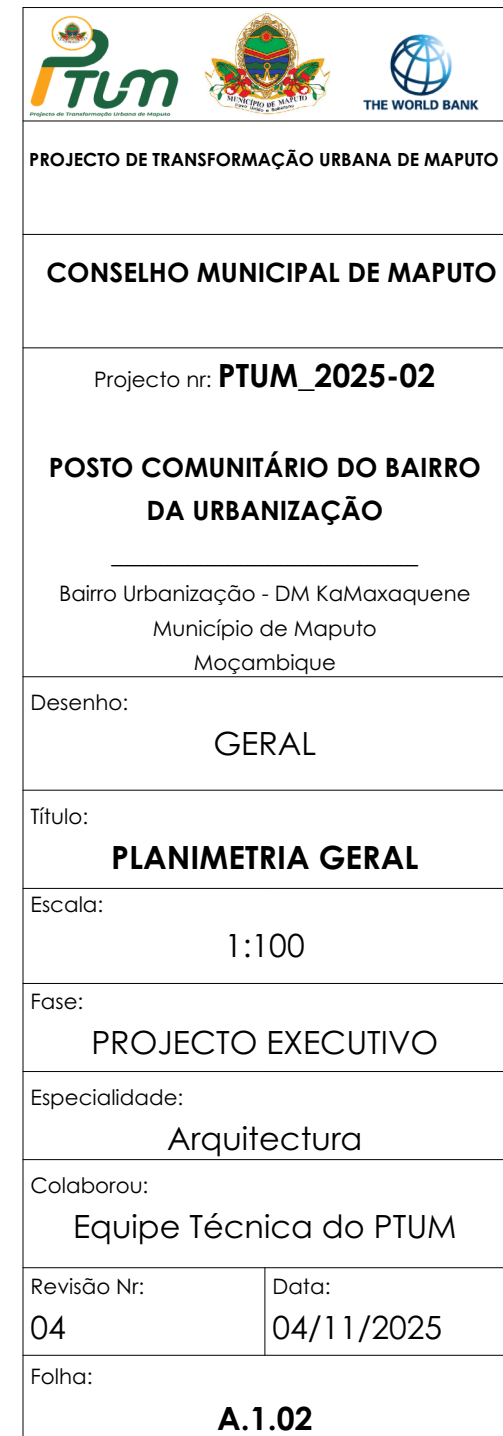 PTUM
Projecto de Transformação Urbana de Maputo
MUNICÍPIO DE MAPUTO
THE WORLD BANK
PROJECTO DE TRANSFORMAÇÃO URBANA DE MAPUTO
CONSELHO MUNICIPAL DE MAPUTO
Projecto nr: PTUM_2025-02
POSTO COMUNITÁRIO DO BAIRRO
DA URBANIZAÇÃO
Bairro Urbanização - DM KaMaxaquene
Município de Maputo
Moçambique
Desenho:
GERAL
Título:
PLANIMETRIA GERAL
Escala:
1:100
Fase:
PROJECTO EXECUTIVO
Especialidade:
Arquitectura
Colaborou:
Equipe Técnica do PTUM
Revisão Nr:
04
Data:
04/11/2025
Folha:
A.1.02